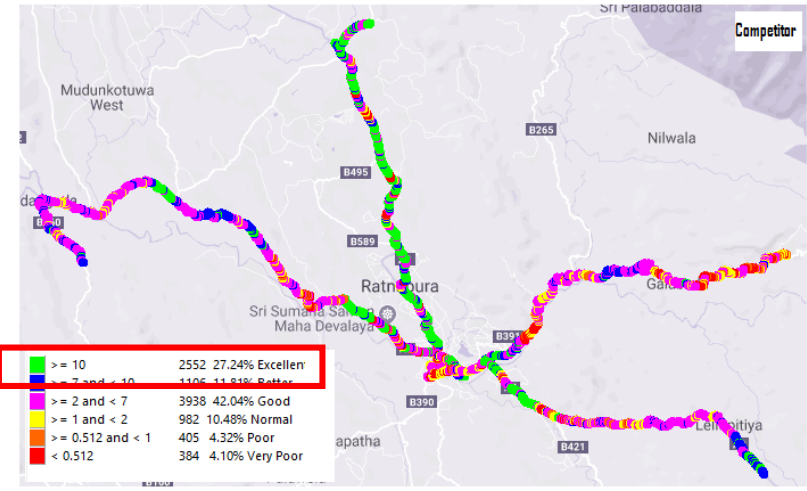 Sri Palabaddala
Competitor
Mudunkotuwa
West
B265
Nilwala
B495
B589
Ratnapura
Sri Sumana Saman
Maha Devalaya
B391
>= 10 2552 27.24% Excellen
>= 7 and < 10 1106 11.81% Better
>= 2 and < 7 3938 42.04% Good
>= 1 and < 2 982 10.48% Normal
>= 0.512 and < 1 405 4.32% Poor
< 0.512 384 4.10% Very Poor
B390
apatha
B421